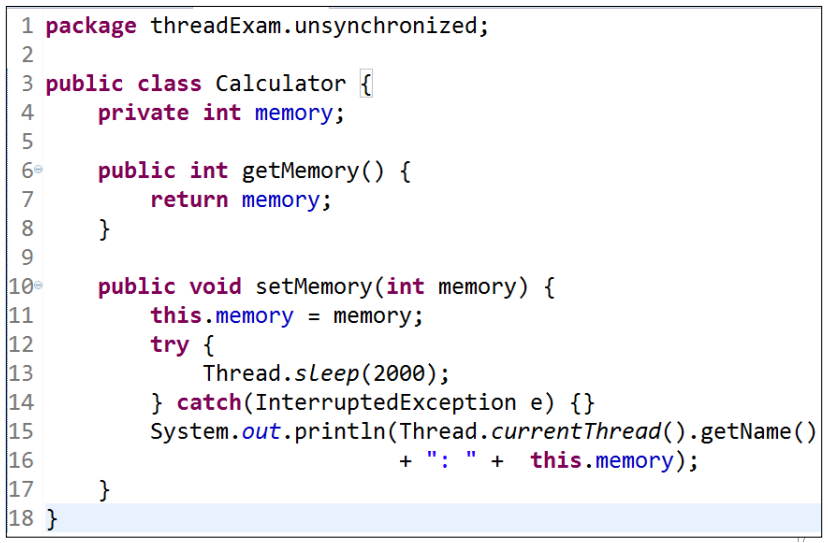 1 package threadExam.unsynchronized;
2
3 public class Calculator {
4     private int memory;
5
6     public int getMemory() {
7         return memory;
8     }
9
10     public void setMemory(int memory) {
11         this.memory = memory;
12         try {
13             Thread.sleep(2000);
14         } catch(InterruptedException e) {}
15         System.out.println(Thread.currentThread().getName()
16                            + ": " +  this.memory);
17     }
18 }